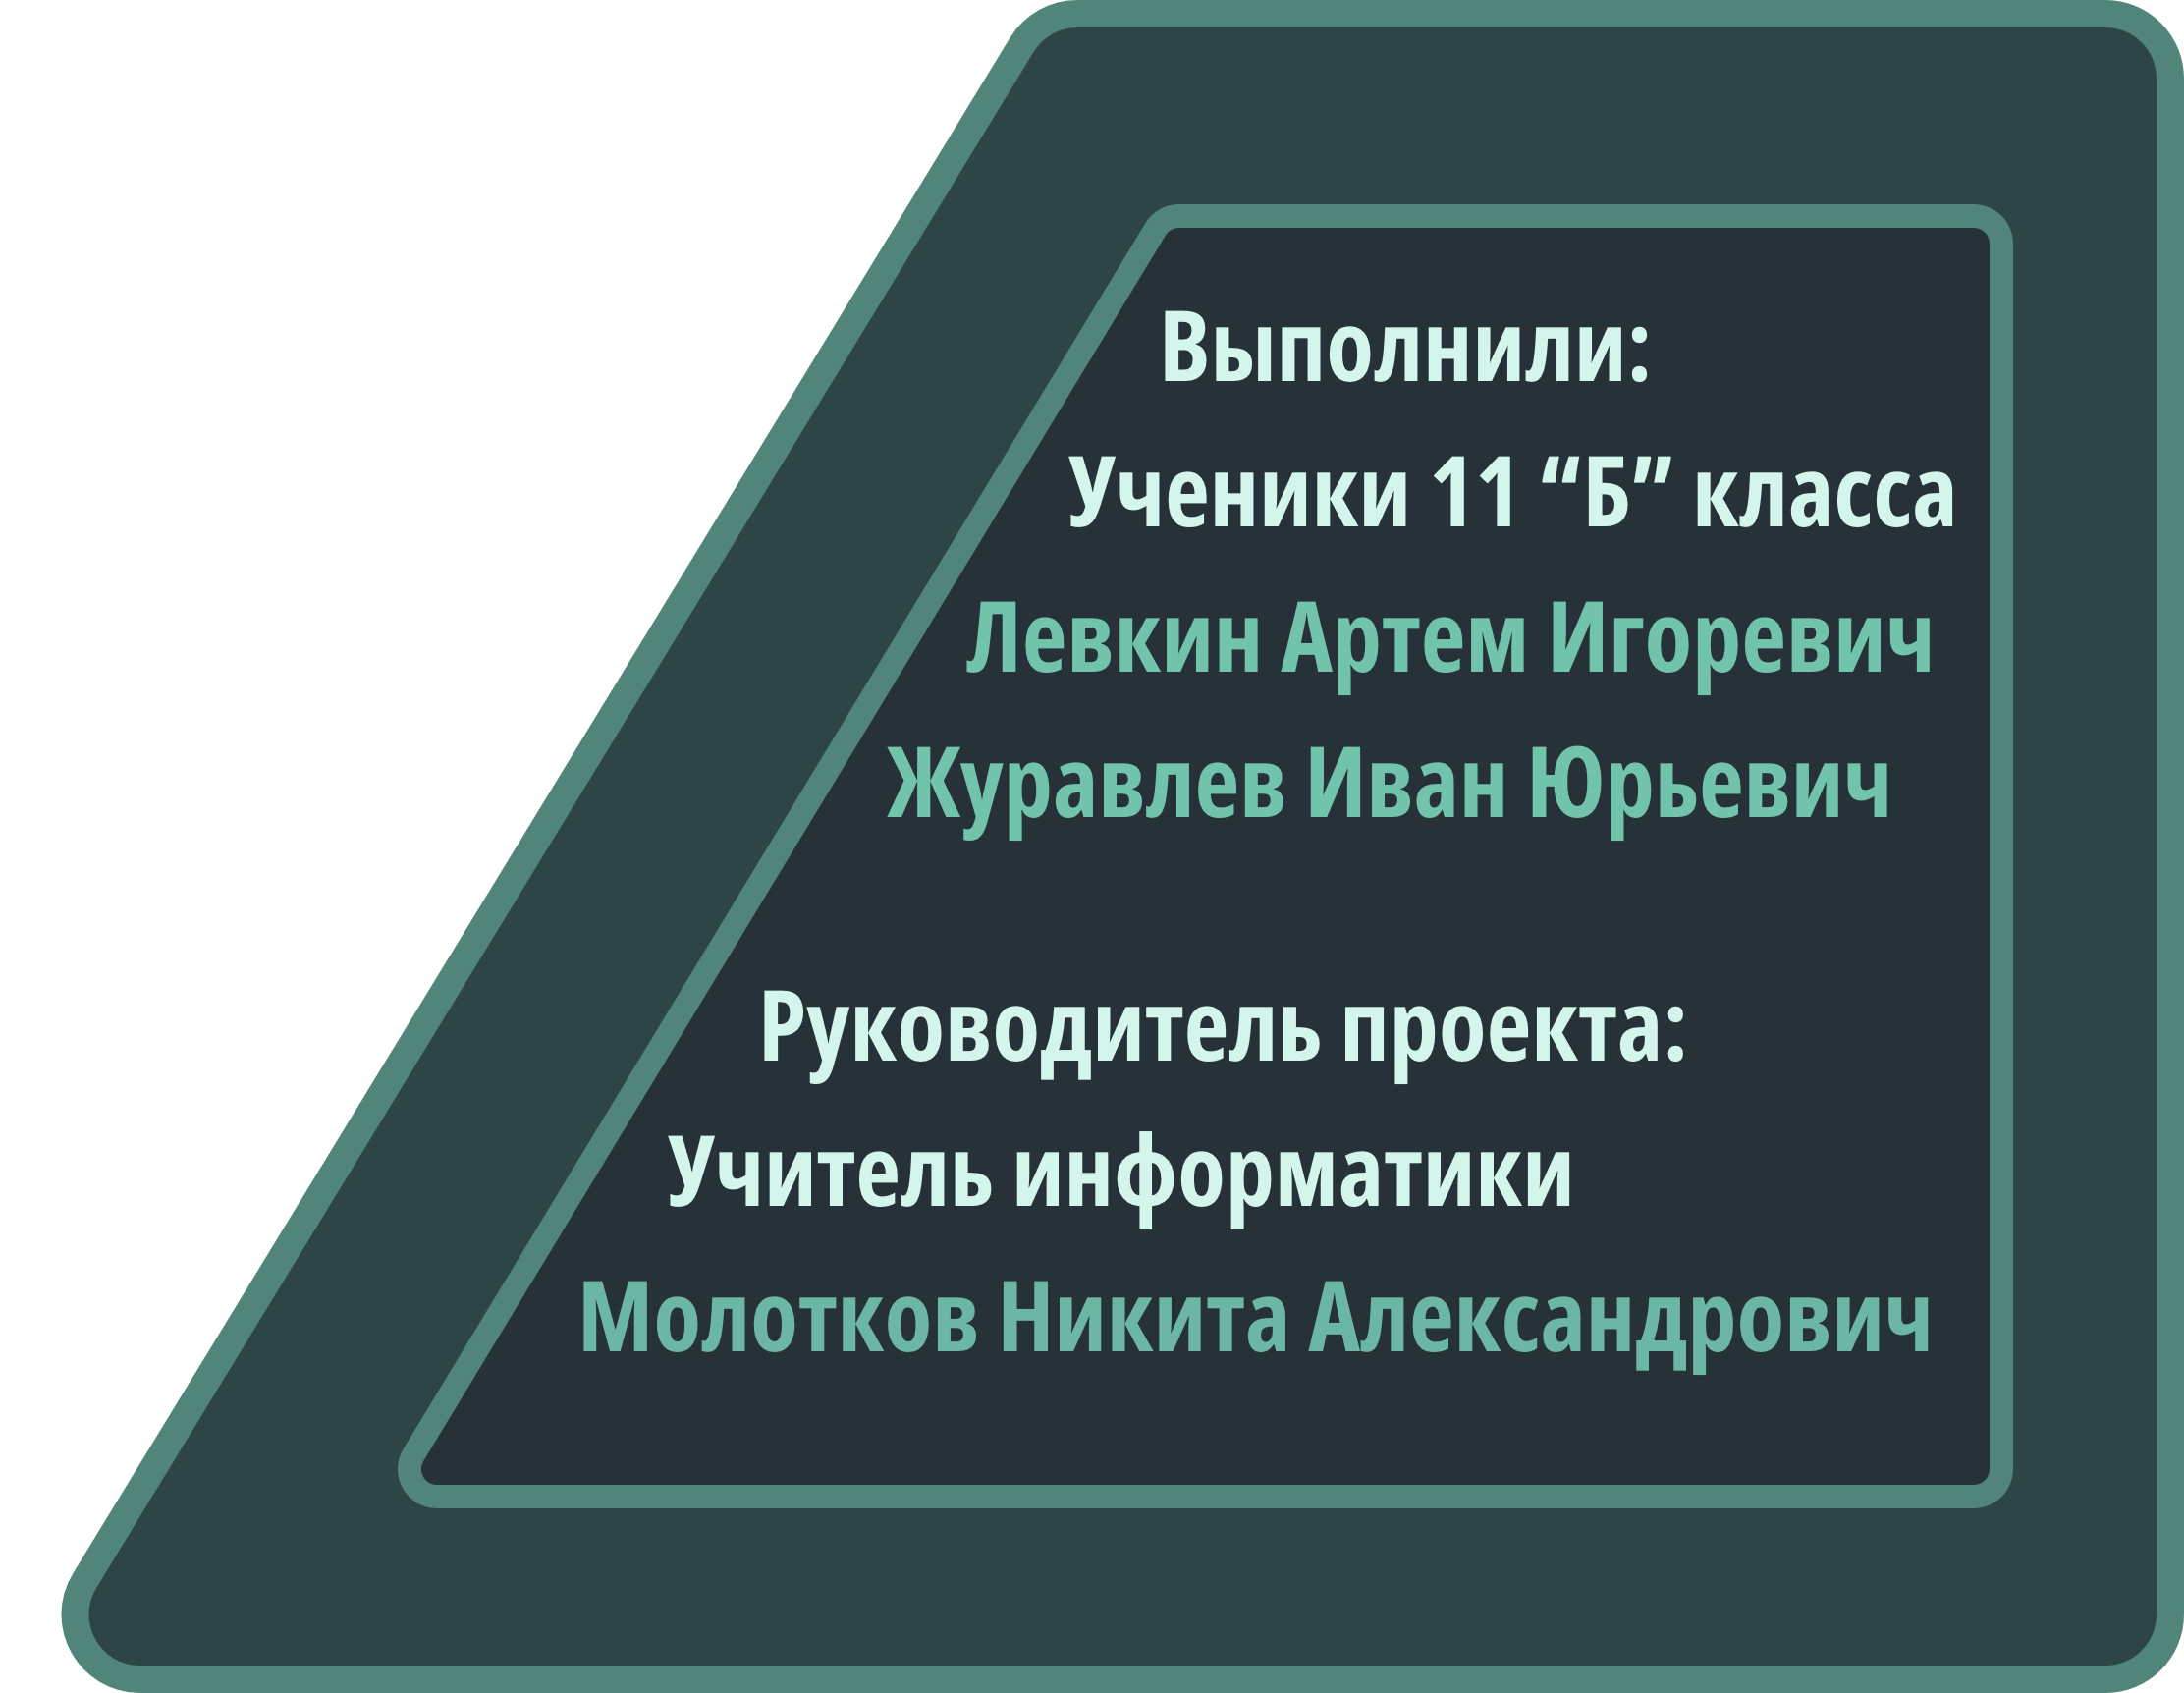 Выполнили:
Ученики 11 “Б” класса
Левкин Артем Игоревич
Журавлев Иван Юрьевич
Руководитель проекта:
Учитель информатики
Молотков Никита Александрович